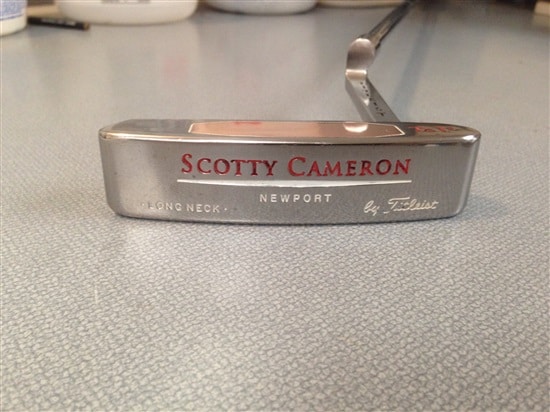 SCOTTY CAMERON
NEWPORT
· LONG NECK ·
by Titleist